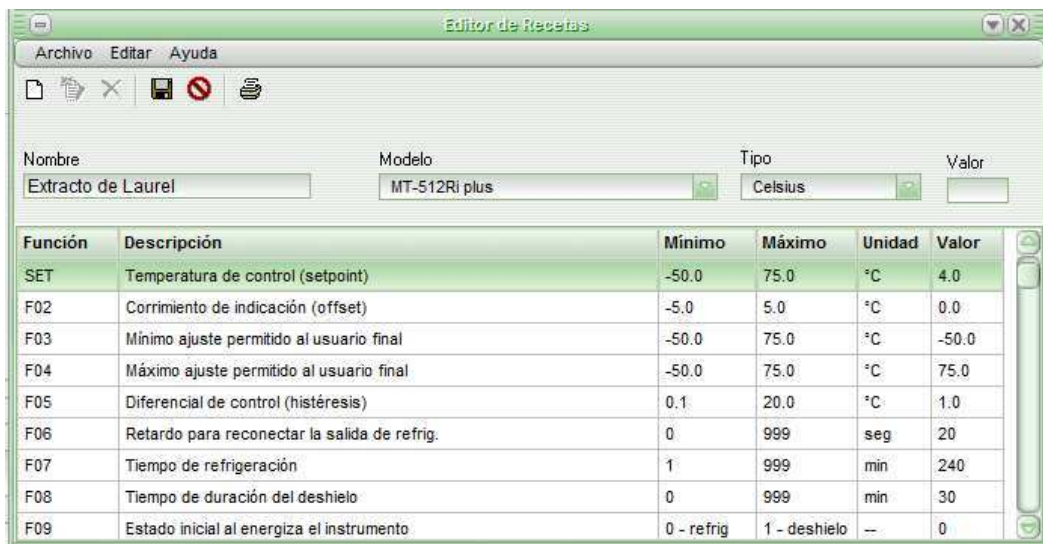 Editor de Recetas
Archivo Editar Ayuda
Nombre Modelo Tipo Valor
Extracto de Laurel MT-512Ri plus Celsius
Función Descripción Mínimo Máximo Unidad Valor
SET Temperatura de control (setpoint) -50.0 75.0 °C 4.0
F02 Corrimiento de indicación (offset) -5.0 5.0 °C 0.0
F03 Mínimo ajuste permitido al usuario final -50.0 75.0 °C -50.0
F04 Máximo ajuste permitido al usuario final -50.0 75.0 °C 75.0
F05 Diferencial de control (histéresis) 0.1 20.0 °C 1.0
F06 Retardo para reconectar la salida de refrig. 0 999 seg 20
F07 Tiempo de refrigeración 1 999 min 240
F08 Tiempo de duración del deshielo 0 999 min 30
F09 Estado inicial al energiza el instrumento 0 - refrig 1 - deshielo -- 0